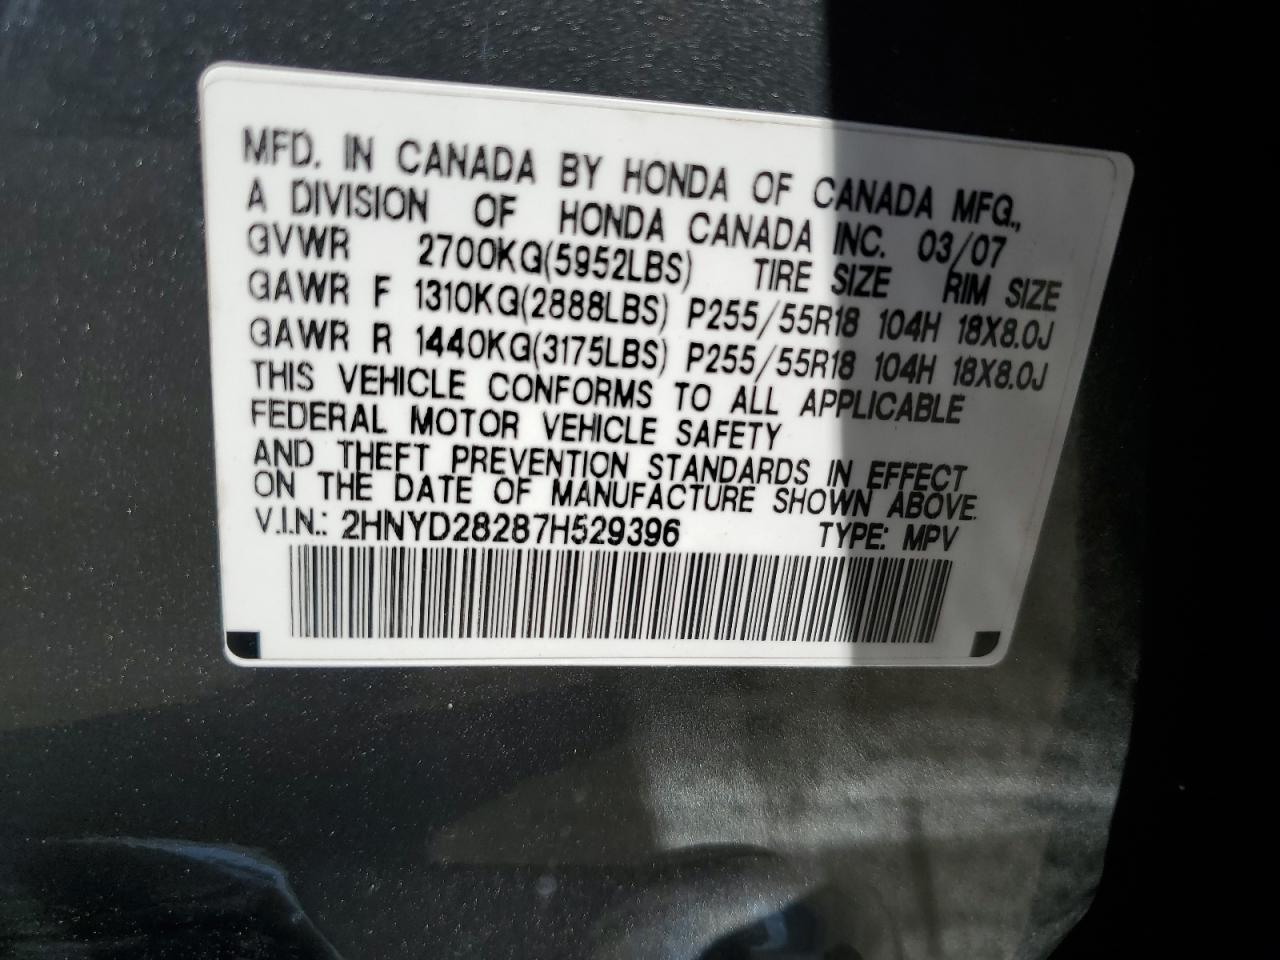 MFD. IN CANADA BY HONDA OF CANADA MFG.,
A DIVISION OF HONDA CANADA INC. 03/07
GVWR 2700KG(5952LBS) TIRE SIZE RIM SIZE
GAWR F 1310KG(2888LBS) P255/55R18 104H 18X8.0J
GAWR R 1440KG(3175LBS) P255/55R18 104H 18X8.0J
THIS VEHICLE CONFORMS TO ALL APPLICABLE
FEDERAL MOTOR VEHICLE SAFETY
AND THEFT PREVENTION STANDARDS IN EFFECT
ON THE DATE OF MANUFACTURE SHOWN ABOVE.
V.I.N.: 2HNYD28287H529396 TYPE: MPV